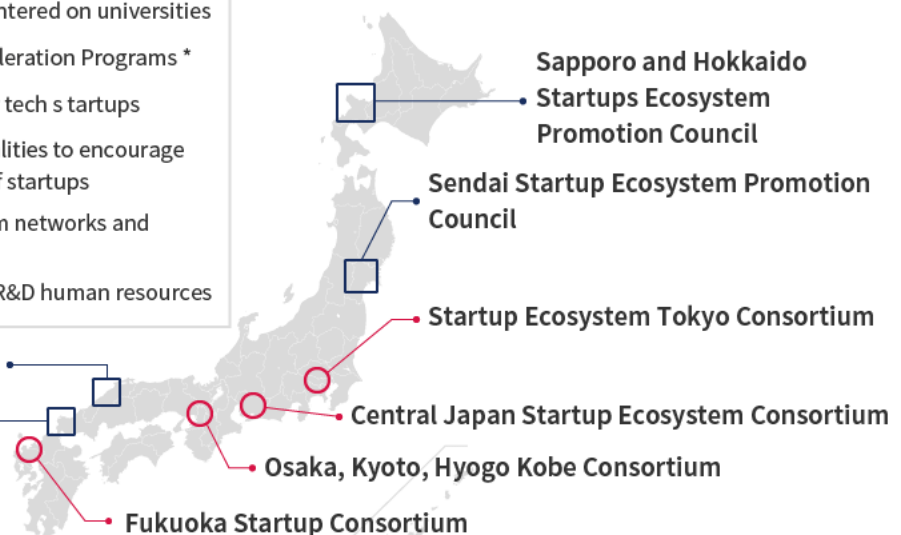 ntered on universities
leration Programs *
tech s tartups
lities to encourage
f startups
m networks and
R&D human resources
Sapporo and Hokkaido
Startups Ecosystem
Promotion Council
Sendai Startup Ecosystem Promotion
Council
Startup Ecosystem Tokyo Consortium
Central Japan Startup Ecosystem Consortium
Osaka, Kyoto, Hyogo Kobe Consortium
Fukuoka Startup Consortium